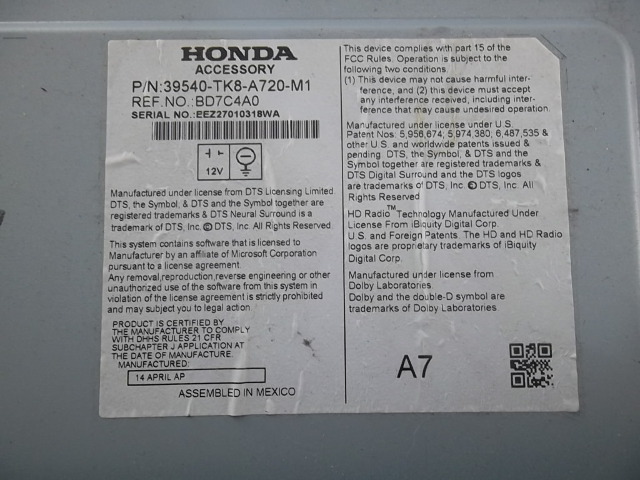 HONDA
ACCESSORY
P/N:39540-TK8-A720-M1
REF.NO.:BD7C4A0
SERIAL NO.:EEZ27010318WA
12V
Manufactured under license from DTS Licensing Limited
DTS, the Symbol, & DTS and the Symbol together are
registered trademarks & DTS Neural Surround is a
trademark of DTS, Inc. © DTS, Inc. All Rights Reserved.
This system contains software that is licensed to
Manufacturer by an affiliate of Microsoft Corporation
pursuant to a license agreement.
Any removal,reproduction,reverse engineering or other
unauthorized use of the software from this system in
violation of the license agreement is strictly prohibited
and may subject you to legal action.
PRODUCT IS CERTIFIED BY
THE MANUFACTURER TO COMPLY
WITH DHHS RULES 21 CFR
SUBCHAPTER J APPLICATION AT
THE DATE OF MANUFACTURE.
MANUFACTURED:
14 APRIL AP
ASSEMBLED IN MEXICO
This device complies with part 15 of the
FCC Rules. Operation is subject to the
following two conditions.
(1) This device may not cause harmful inter-
ference, and (2) this device must accept
any interference received, including inter-
ference that may cause undesired operation.
Manufactured under license under U.S.
Patent Nos. 5,956,674; 5,974,380; 6,487,535 &
other U.S. and worldwide patents issued &
pending. DTS, the Symbol, & DTS and the
Symbol together are registered trademarks &
DTS Digital Surround and the DTS logos
are trademarks of DTS, Inc. © DTS, Inc. All
Rights Reserved
HD Radio™ Technology Manufactured Under
License From iBiquity Digital Corp.
U.S. and Foreign Patents. The HD and HD Radio
logos are proprietary trademarks of iBiquity
Digital Corp.
Manufactured under license from
Dolby Laboratories.
Dolby and the double-D symbol are
trademarks of Dolby Laboratories.
A7